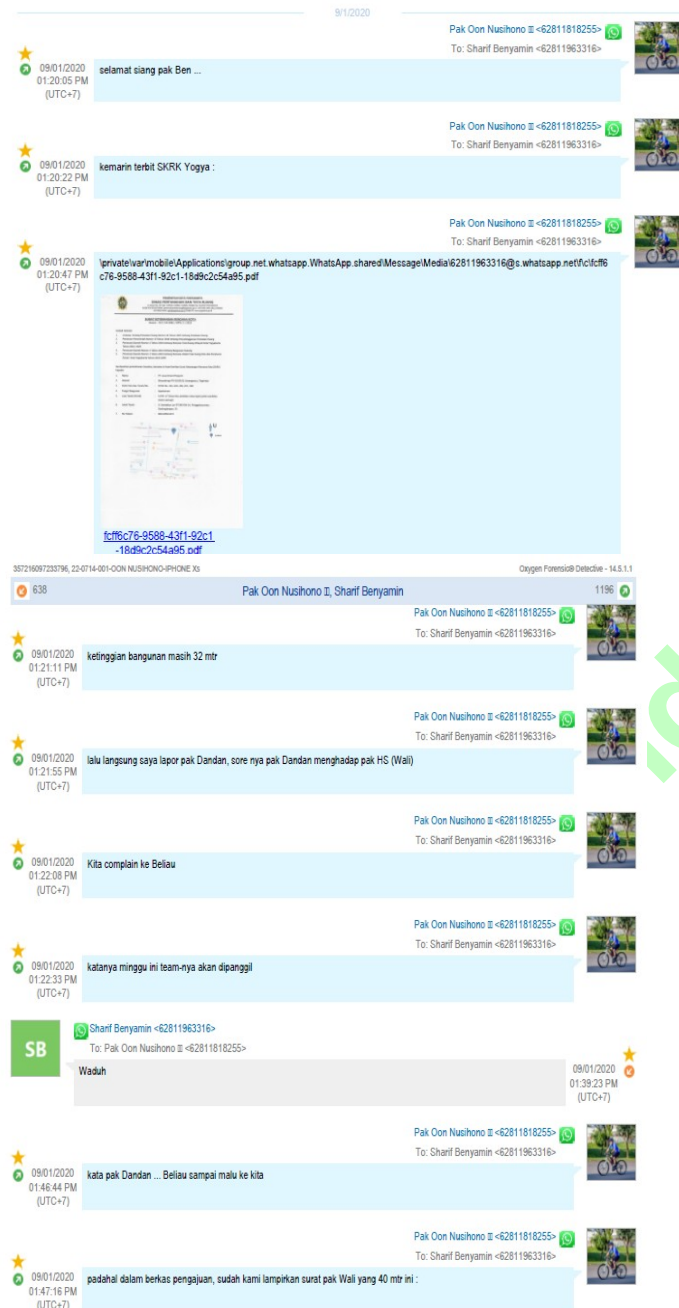 9/1/2020
Pak Oon Nusihono <62811818255>
To: Sharif Benyamin <62811963316>
09/01/2020
01:20:05 PM
(UTC+7)
selamat siang pak Ben ...
Pak Oon Nusihono <62811818255>
To: Sharif Benyamin <62811963316>
09/01/2020
01:20:22 PM
(UTC+7)
kemarin terbit SKRK Yogya :
Pak Oon Nusihono <62811818255>
To: Sharif Benyamin <62811963316>
09/01/2020
01:20:47 PM
(UTC+7)
\private\var\mobile\Applications\group.net.whatsapp.WhatsApp.shared\Message\Media\62811963316@s.whatsapp.net\f\c\fcff6
c76-9588-43f1-92c1-18d9c2c54a95.pdf
fcff6c76-9588-43f1-92c1
-18d9c2c54a95.pdf
357216097233796, 22-0714-001-OON NUSIHONO-IPHONE Xs
Oxygen Forensic® Detective - 14.5.1.1
638
Pak Oon Nusihono, Sharif Benyamin
1196
Pak Oon Nusihono <62811818255>
To: Sharif Benyamin <62811963316>
09/01/2020
01:21:11 PM
(UTC+7)
ketinggian bangunan masih 32 mtr
Pak Oon Nusihono <62811818255>
To: Sharif Benyamin <62811963316>
09/01/2020
01:21:55 PM
(UTC+7)
lalu langsung saya lapor pak Dandan, sore nya pak Dandan menghadap pak HS (Wali)
Pak Oon Nusihono <62811818255>
To: Sharif Benyamin <62811963316>
09/01/2020
01:22:08 PM
(UTC+7)
Kita complain ke Beliau
Pak Oon Nusihono <62811818255>
To: Sharif Benyamin <62811963316>
09/01/2020
01:22:33 PM
(UTC+7)
katanya minggu ini team-nya akan dipanggil
SB
Sharif Benyamin <62811963316>
To: Pak Oon Nusihono <62811818255>
Waduh
09/01/2020
01:39:23 PM
(UTC+7)
Pak Oon Nusihono <62811818255>
To: Sharif Benyamin <62811963316>
09/01/2020
01:46:44 PM
(UTC+7)
kata pak Dandan ... Beliau sampai malu ke kita
Pak Oon Nusihono <62811818255>
To: Sharif Benyamin <62811963316>
09/01/2020
01:47:16 PM
(UTC+7)
padahal dalam berkas pengajuan, sudah kami lampirkan surat pak Wali yang 40 mtr ini :